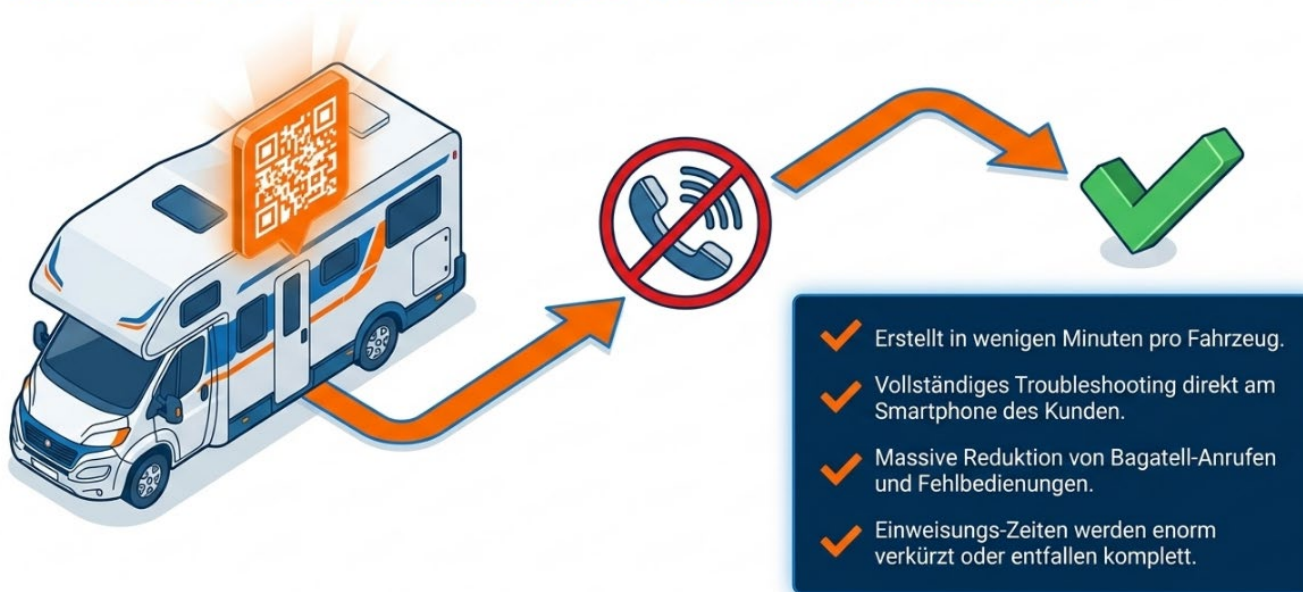 Erstellt in wenigen Minuten pro Fahrzeug.
Vollständiges Troubleshooting direkt am
Smartphone des Kunden.
Massive Reduktion von Bagatell-Anrufen
und Fehlbedienungen.
Einweisungs-Zeiten werden enorm
verkürzt oder entfallen komplett.